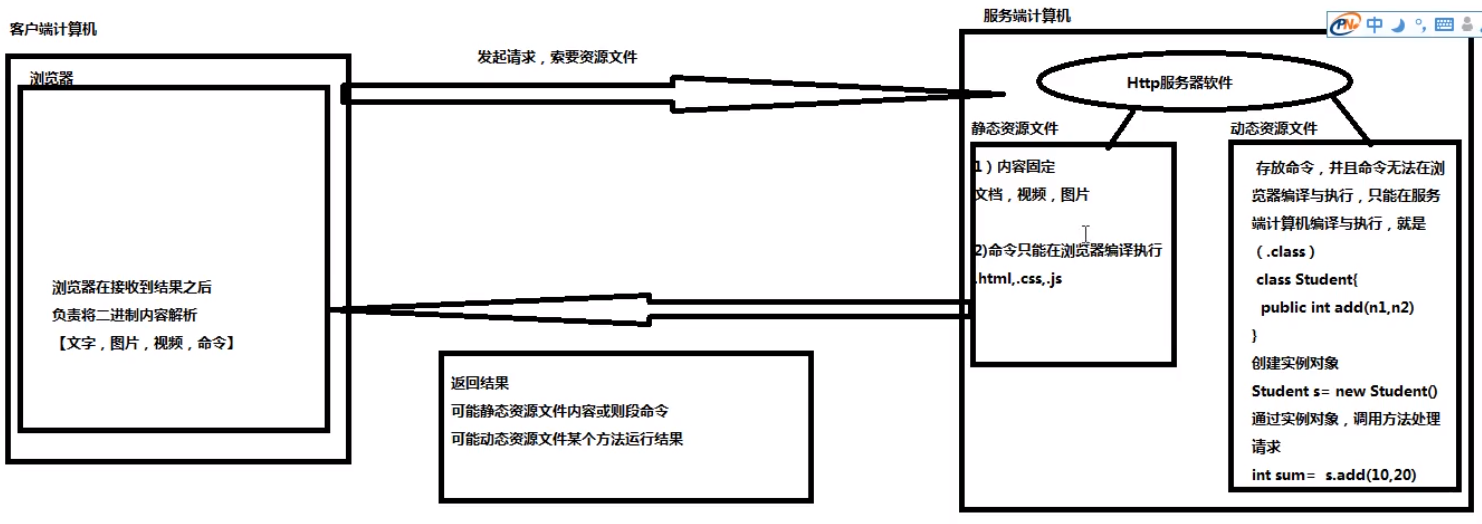 客户端计算机
浏览器
浏览器在接收到结果之后
负责将二进制内容解析
【文字，图片，视频，命令】
发起请求，索要资源文件
返回结果
可能静态资源文件内容或则段命令
可能动态资源文件某个方法运行结果
服务端计算机
中
Http服务器软件
静态资源文件
1）内容固定
文档，视频，图片
2)命令只能在浏览器编译执行
.html,.css,.js
动态资源文件
存放命令，井且命令无法在浏
览器编译与执行，只能在服务
端计算机编译与执行，就是
（.class）
class Student{
public int add(n1,n2)
}
创建实例对象
Student s= new Student()
通过实例对象，调用方法处理
请求
int sum= s.add(10,20)